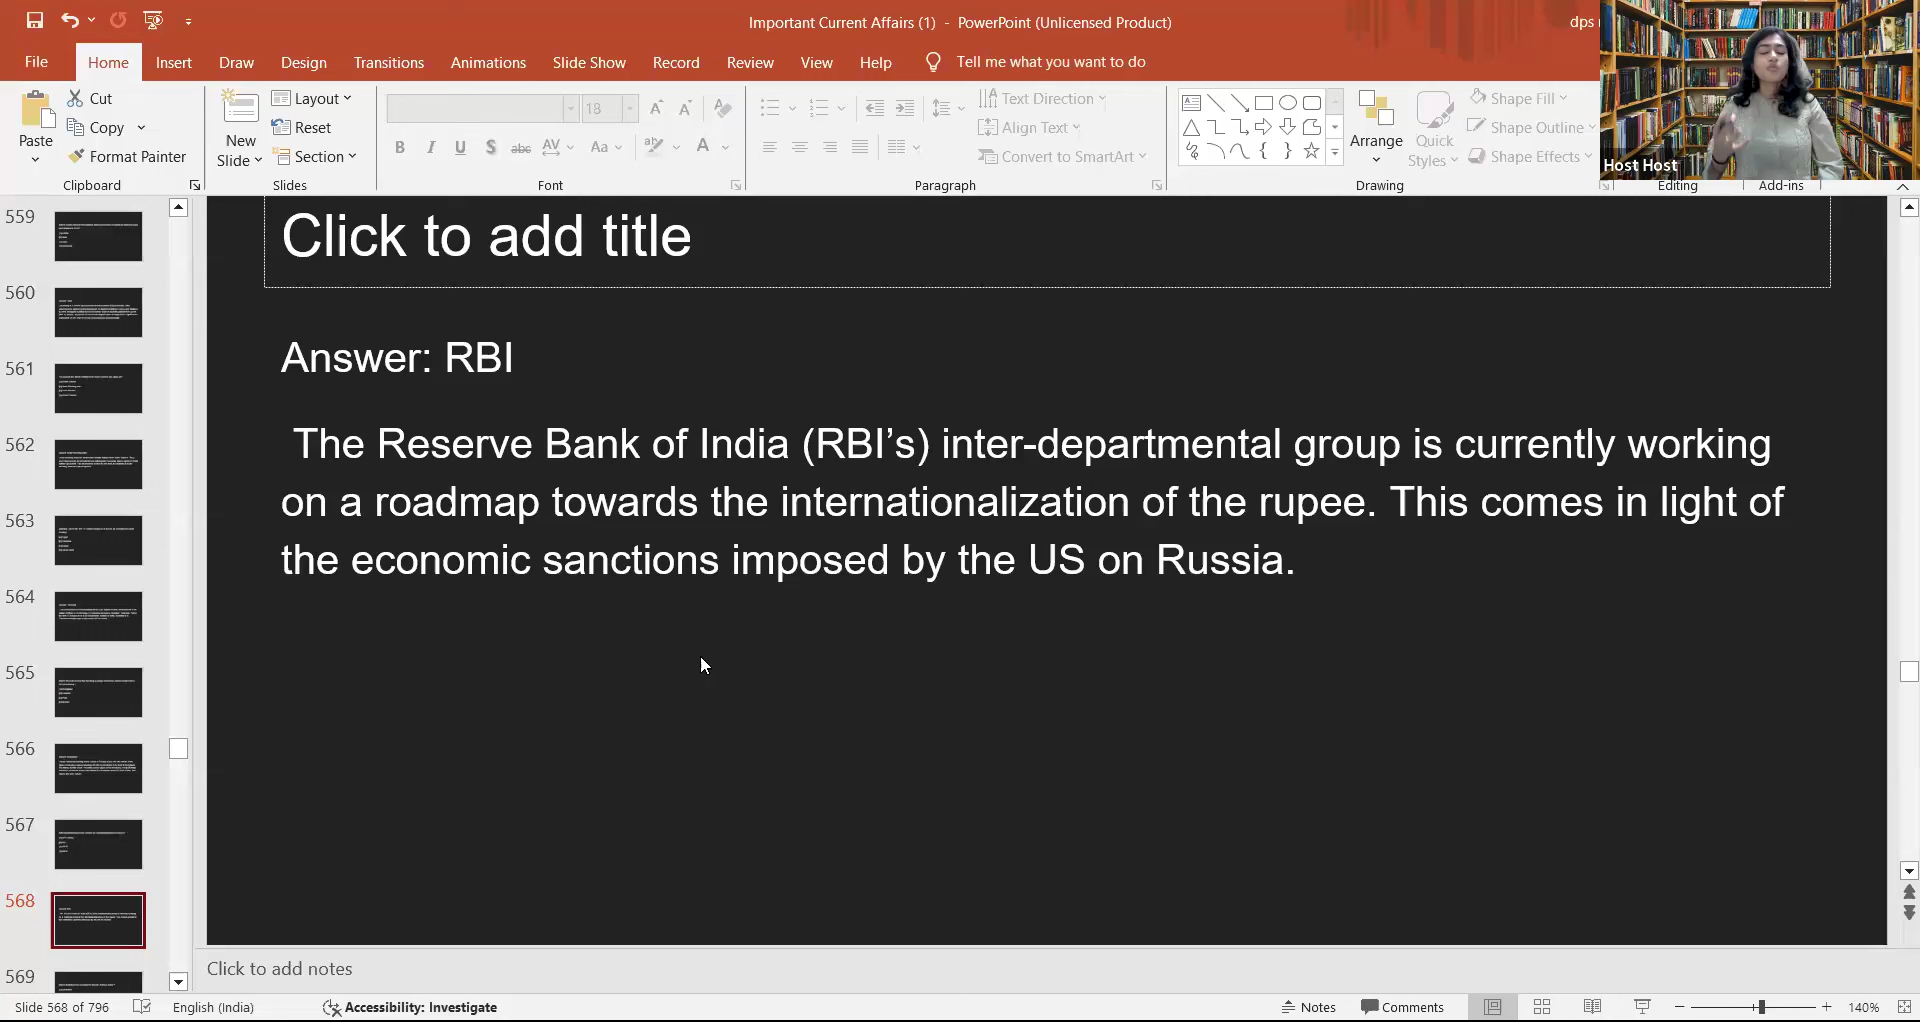 Important Current Affairs (1) - PowerPoint (Unlicensed Product)
dps
File Home Insert Draw Design Transitions Animations Slide Show Record Review View Help Tell me what you want to do
Paste
Cut
Copy
Format Painter
Clipboard
New Slide
Layout
Reset
Section
Slides
18
B I U S abc AV Aa A
Font
Text Direction
Align Text
Convert to SmartArt
Paragraph
Arrange
Quick Styles
Shape Fill
Shape Outline
Shape Effects
Drawing
Editing
Add-ins
Host Host
559
560
561
562
563
564
565
566
567
568
569
Click to add title
Answer: RBI
The Reserve Bank of India (RBI’s) inter-departmental group is currently working
on a roadmap towards the internationalization of the rupee. This comes in light of
the economic sanctions imposed by the US on Russia.
Click to add notes
Slide 568 of 796 English (India) Accessibility: Investigate Notes Comments 140%